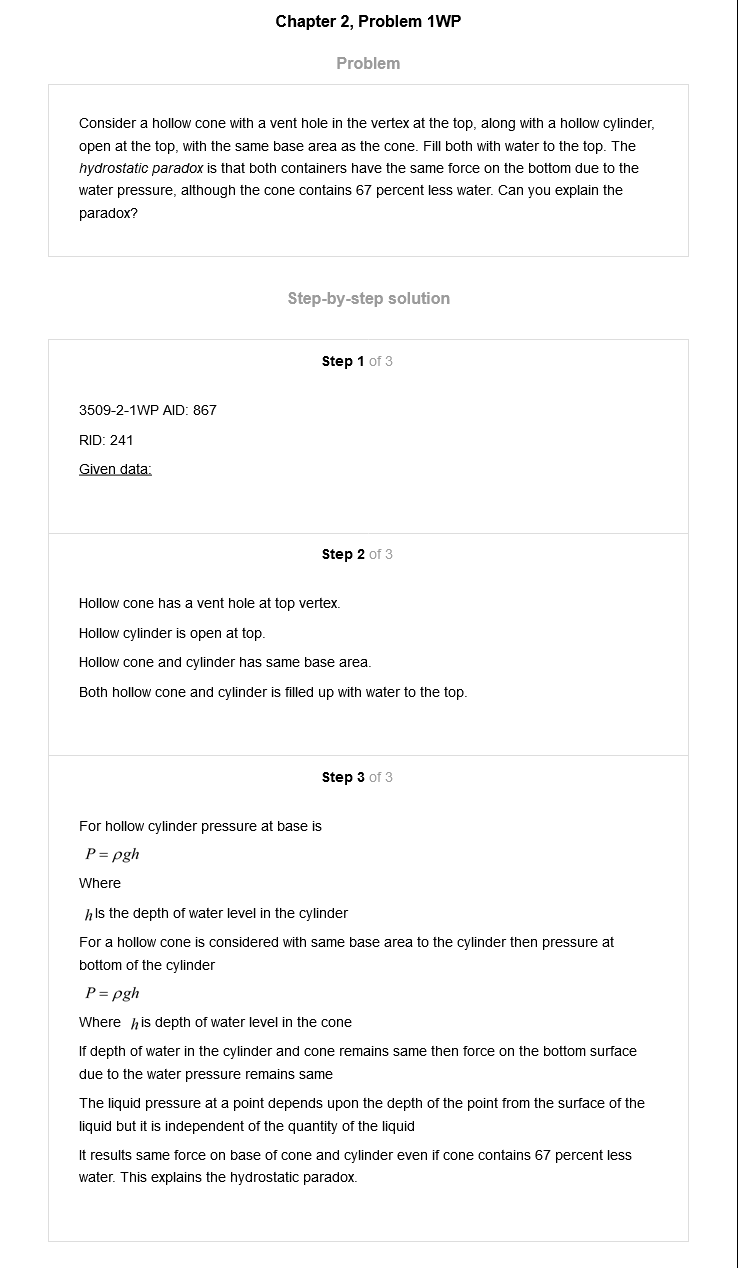 Chapter 2, Problem 1WP
Problem
Consider a hollow cone with a vent hole in the vertex at the top, along with a hollow cylinder,
open at the top, with the same base area as the cone. Fill both with water to the top. The
hydrostatic paradox is that both containers have the same force on the bottom due to the
water pressure, although the cone contains 67 percent less water. Can you explain the
paradox?
Step-by-step solution
Step 1 of 3
3509-2-1WP AID: 867
RID: 241
Given data:
Step 2 of 3
Hollow cone has a vent hole at top vertex.
Hollow cylinder is open at top.
Hollow cone and cylinder has same base area.
Both hollow cone and cylinder is filled up with water to the top.
Step 3 of 3
For hollow cylinder pressure at base is
P = ρgh
Where
h Is the depth of water level in the cylinder
For a hollow cone is considered with same base area to the cylinder then pressure at
bottom of the cylinder
P = ρgh
Where h is depth of water level in the cone
If depth of water in the cylinder and cone remains same then force on the bottom surface
due to the water pressure remains same
The liquid pressure at a point depends upon the depth of the point from the surface of the
liquid but it is independent of the quantity of the liquid
It results same force on base of cone and cylinder even if cone contains 67 percent less
water. This explains the hydrostatic paradox.